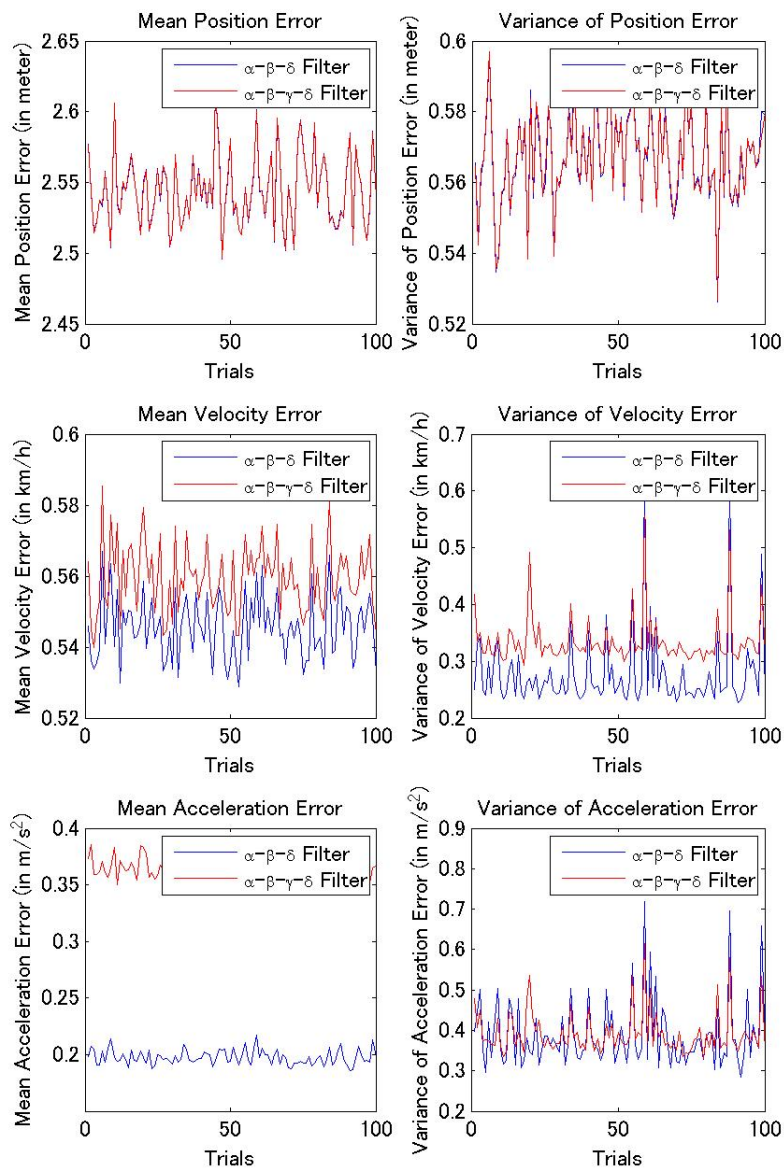 Mean Position Error
Mean Position Error (in meter)
2.65
2.6
2.55
2.5
2.45
α-β-δ Filter
α-β-γ-δ Filter
0
50
100
Trials
Variance of Position Error
Variance of Position Error (in meter)
0.6
0.58
0.56
0.54
0.52
α-β-δ Filter
α-β-γ-δ Filter
0
50
100
Trials
Mean Velocity Error
Mean Velocity Error (in km/h)
0.6
0.58
0.56
0.54
0.52
α-β-δ Filter
α-β-γ-δ Filter
0
50
100
Trials
Variance of Velocity Error
Variance of Velocity Error (in km/h)
0.7
0.6
0.5
0.4
0.3
0.2
α-β-δ Filter
α-β-γ-δ Filter
0
50
100
Trials
Mean Acceleration Error
Mean Acceleration Error (in m/s²)
0.4
0.35
0.3
0.25
0.2
α-β-δ Filter
α-β-γ-δ Filter
0
50
100
Trials
Variance of Acceleration Error
Variance of Acceleration Error (in m/s²)
0.9
0.8
0.7
0.6
0.5
0.4
0.3
0.2
α-β-δ Filter
α-β-γ-δ Filter
0
50
100
Trials